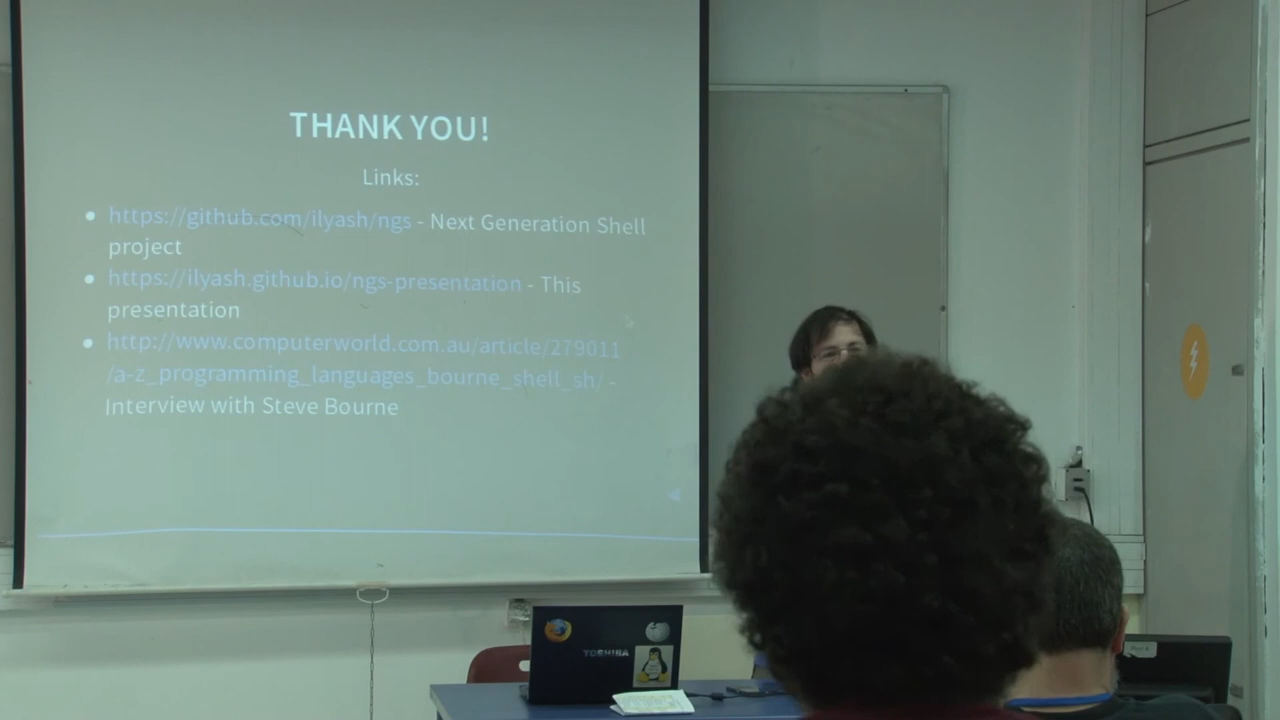 THANK YOU!
Links:
https://github.com/ilyash/ngs - Next Generation Shell
project
https://ilyash.github.io/ngs-presentation - This
presentation
http://www.computerworld.com.au/article/279011
/a-z_programming_languages_bourne_shell_sh/ -
Interview with Steve Bourne
TOSHIBA